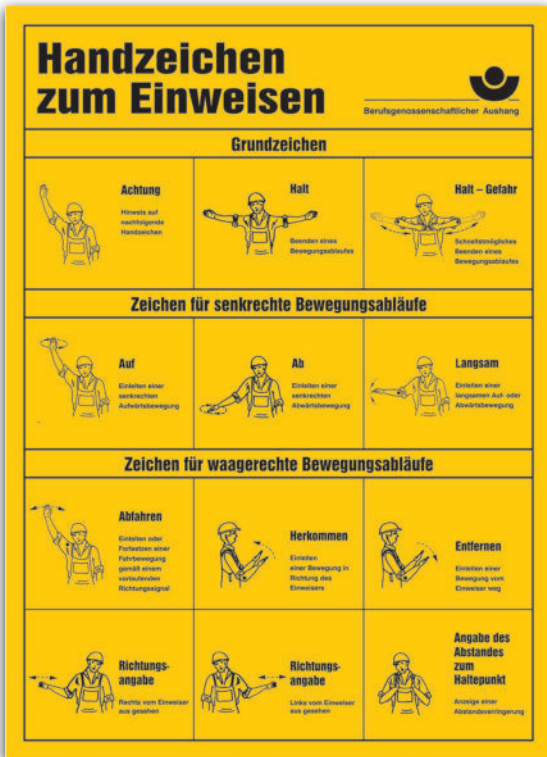 Handzeichen
zum Einweisen
Berufsgenossenschaftlicher Aushang
Grundzeichen
Achtung
Hinweis auf
nachfolgende
Handzeichen
Halt
Beenden eines
Bewegungsablaufes
Halt – Gefahr
Schnellstmögliches
Beenden eines
Bewegungsablaufes
Zeichen für senkrechte Bewegungsabläufe
Auf
Einleiten einer
senkrechten
Aufwärtsbewegung
Ab
Einleiten einer
senkrechten
Abwärtsbewegung
Langsam
Einleiten einer
langsamen Auf- oder
Abwärtsbewegung
Zeichen für waagerechte Bewegungsabläufe
Abfahren
Einleiten oder
Fortsetzen einer
Fahrbewegung
gemäß einem
vorlaufenden
Richtungssignal
Herkommen
Einleiten
einer Bewegung in
Richtung des
Einweisers
Entfernen
Einleiten einer
Bewegung vom
Einweiser weg
Richtungs-
angabe
Rechts vom Einweiser
aus gesehen
Richtungs-
angabe
Links vom Einweiser
aus gesehen
Angabe des
Abstandes
zum
Haltepunkt
Anzeige einer
Abstandsverringerung